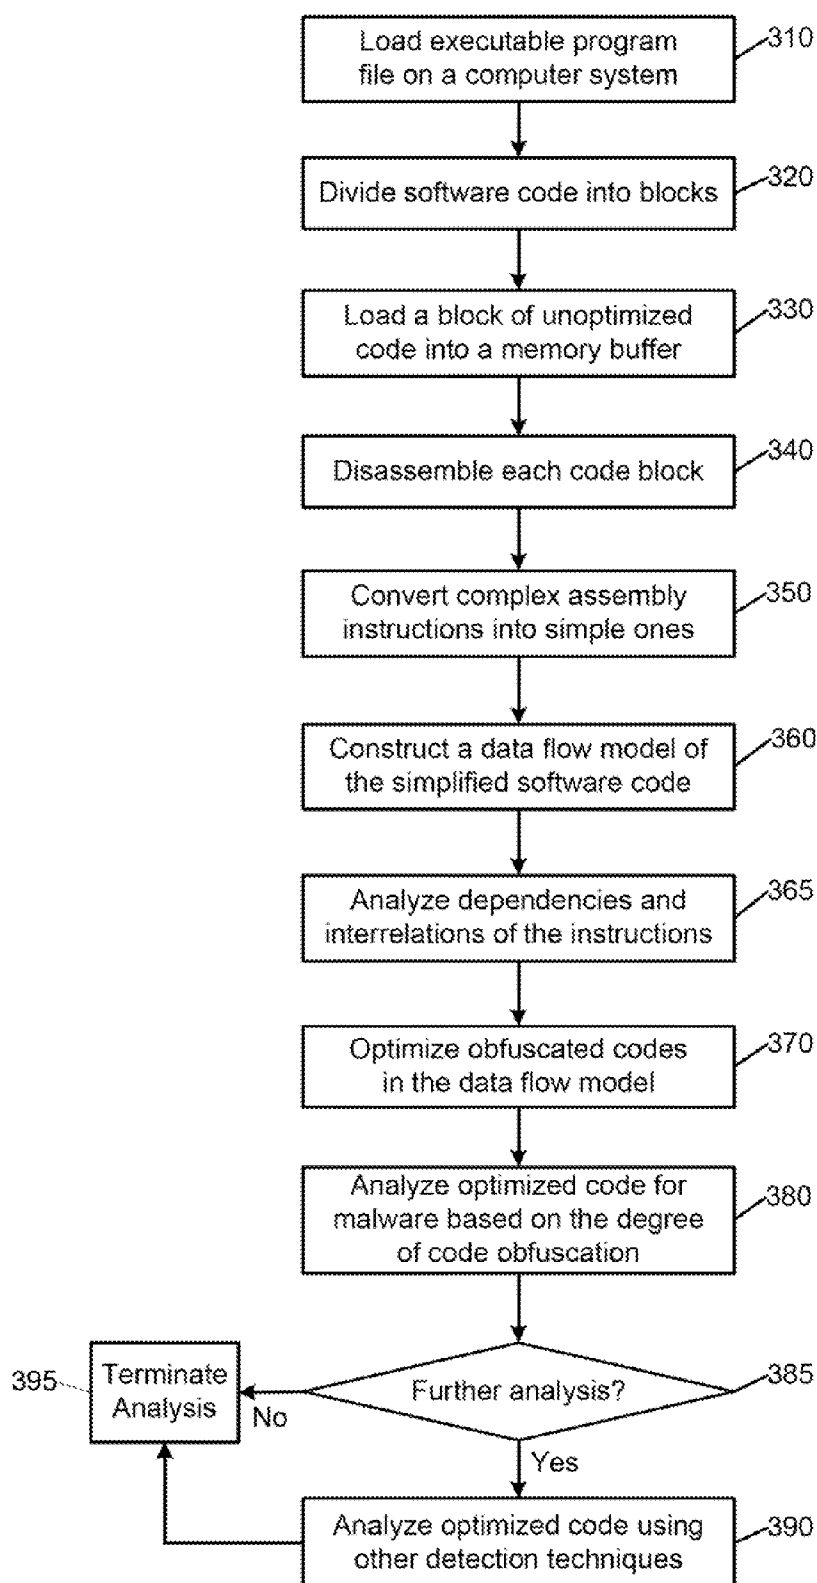 Load executable program
file on a computer system
310
Divide software code into blocks
320
Load a block of unoptimized
code into a memory buffer
330
Disassemble each code block
340
Convert complex assembly
instructions into simple ones
350
Construct a data flow model of
the simplified software code
360
Analyze dependencies and
interrelations of the instructions
365
Optimize obfuscated codes
in the data flow model
370
Analyze optimized code for
malware based on the degree
of code obfuscation
380
Further analysis?
385
No
Terminate
Analysis
395
Yes
Analyze optimized code using
other detection techniques
390